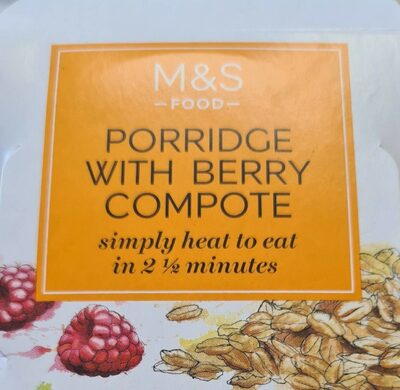 M&S
FOOD
PORRIDGE
WITH BERRY
COMPOTE
simply heat to eat
in 2 ½ minutes